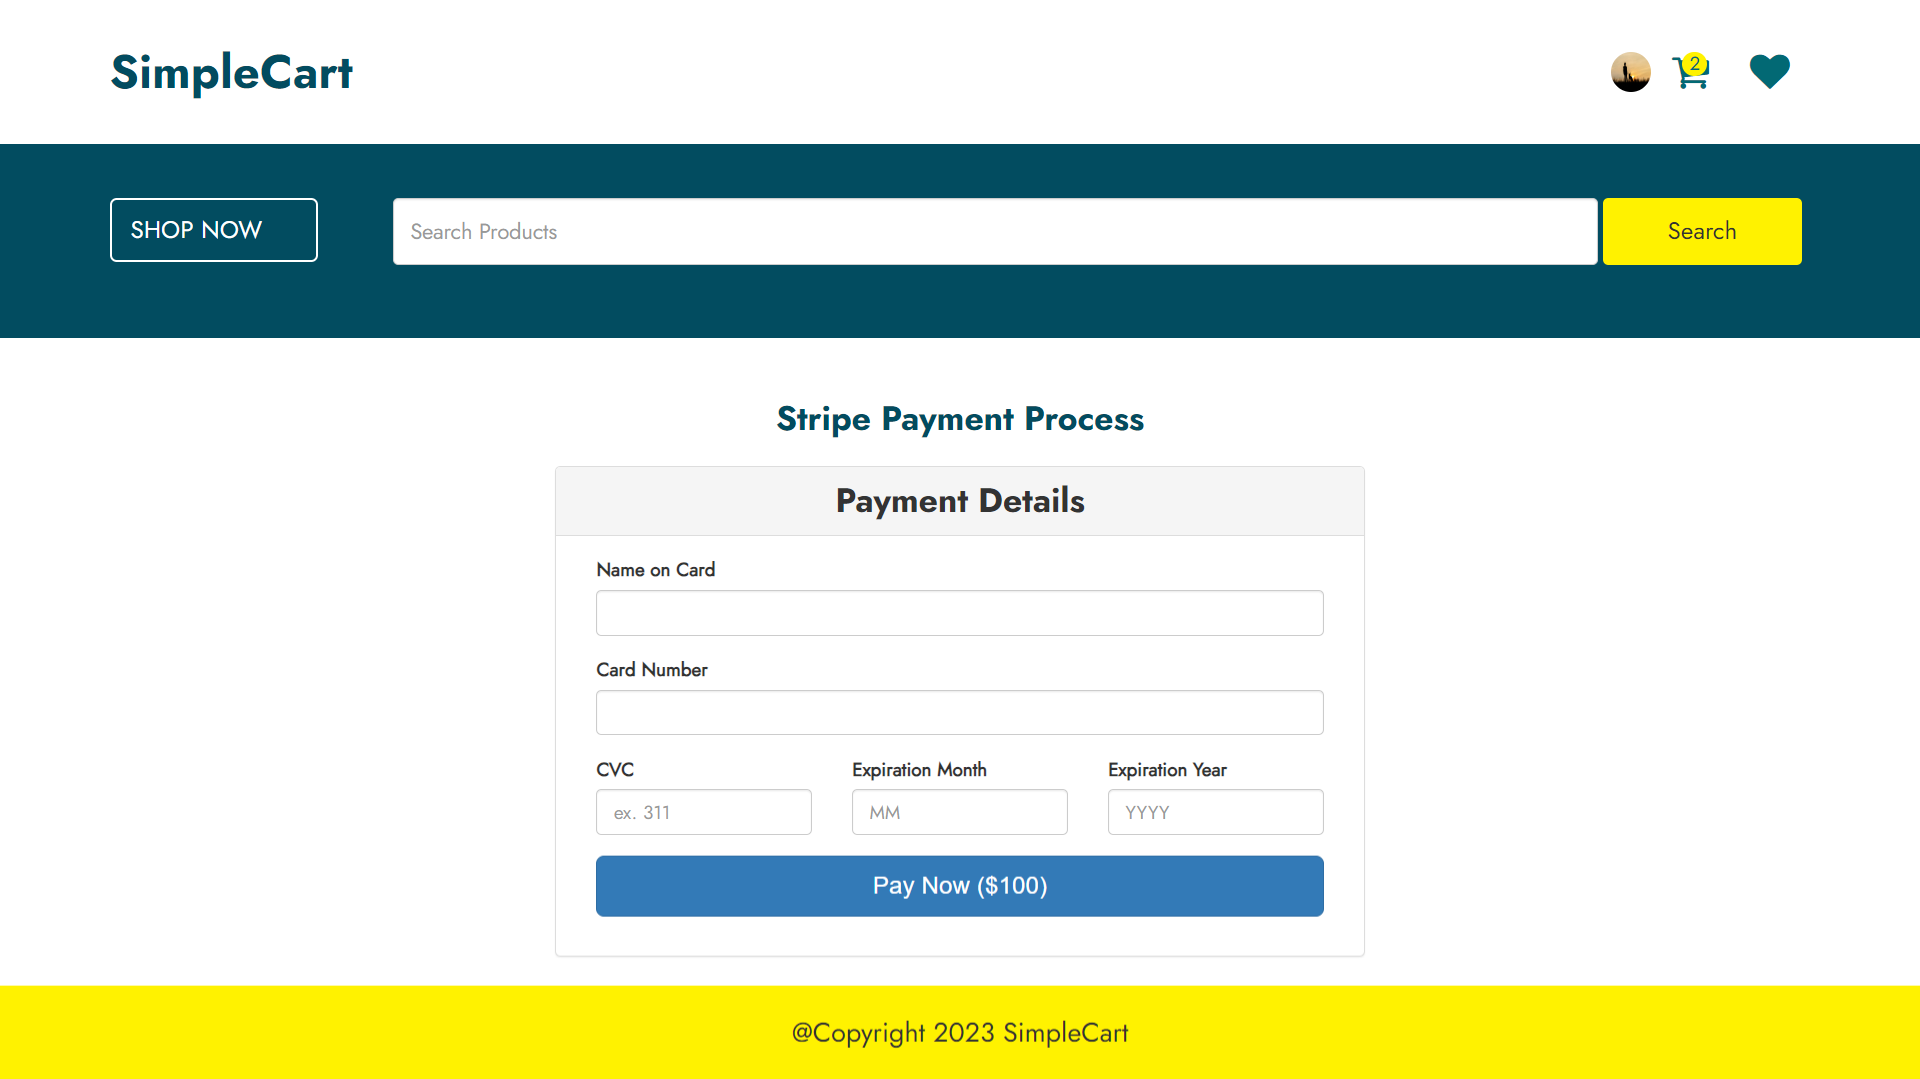 SimpleCart
2
SHOP NOW
Search Products
Search
Stripe Payment Process
Payment Details
Name on Card
Card Number
CVC
Expiration Month
Expiration Year
ex. 311
MM
YYYY
Pay Now ($100)
@Copyright 2023 SimpleCart